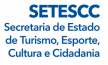 SETESCC
Secretaria de Estado
de Turismo, Esporte,
Cultura e Cidadania